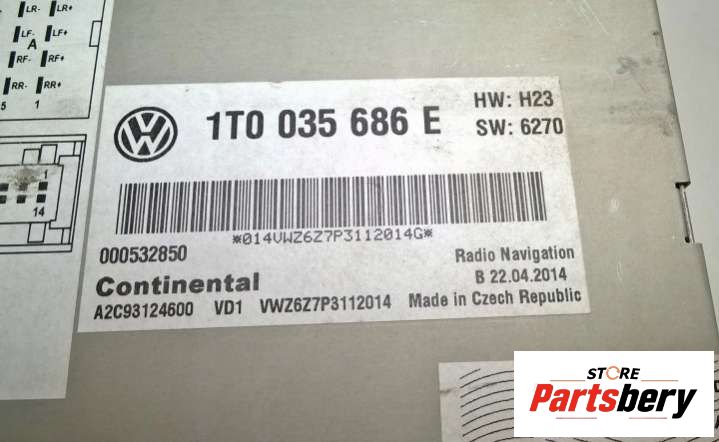 LR- LR+
LF- LF+
A
RF- RF+
RR- RR+
5 1
1
14
VW
1T0 035 686 E
HW: H23
SW: 6270
*014VWZ6Z7P3112014G*
000532850
Radio Navigation
Continental
B 22.04.2014
A2C93124600 VD1 VWZ6Z7P3112014 Made in Czech Republic
STORE
Partsbery